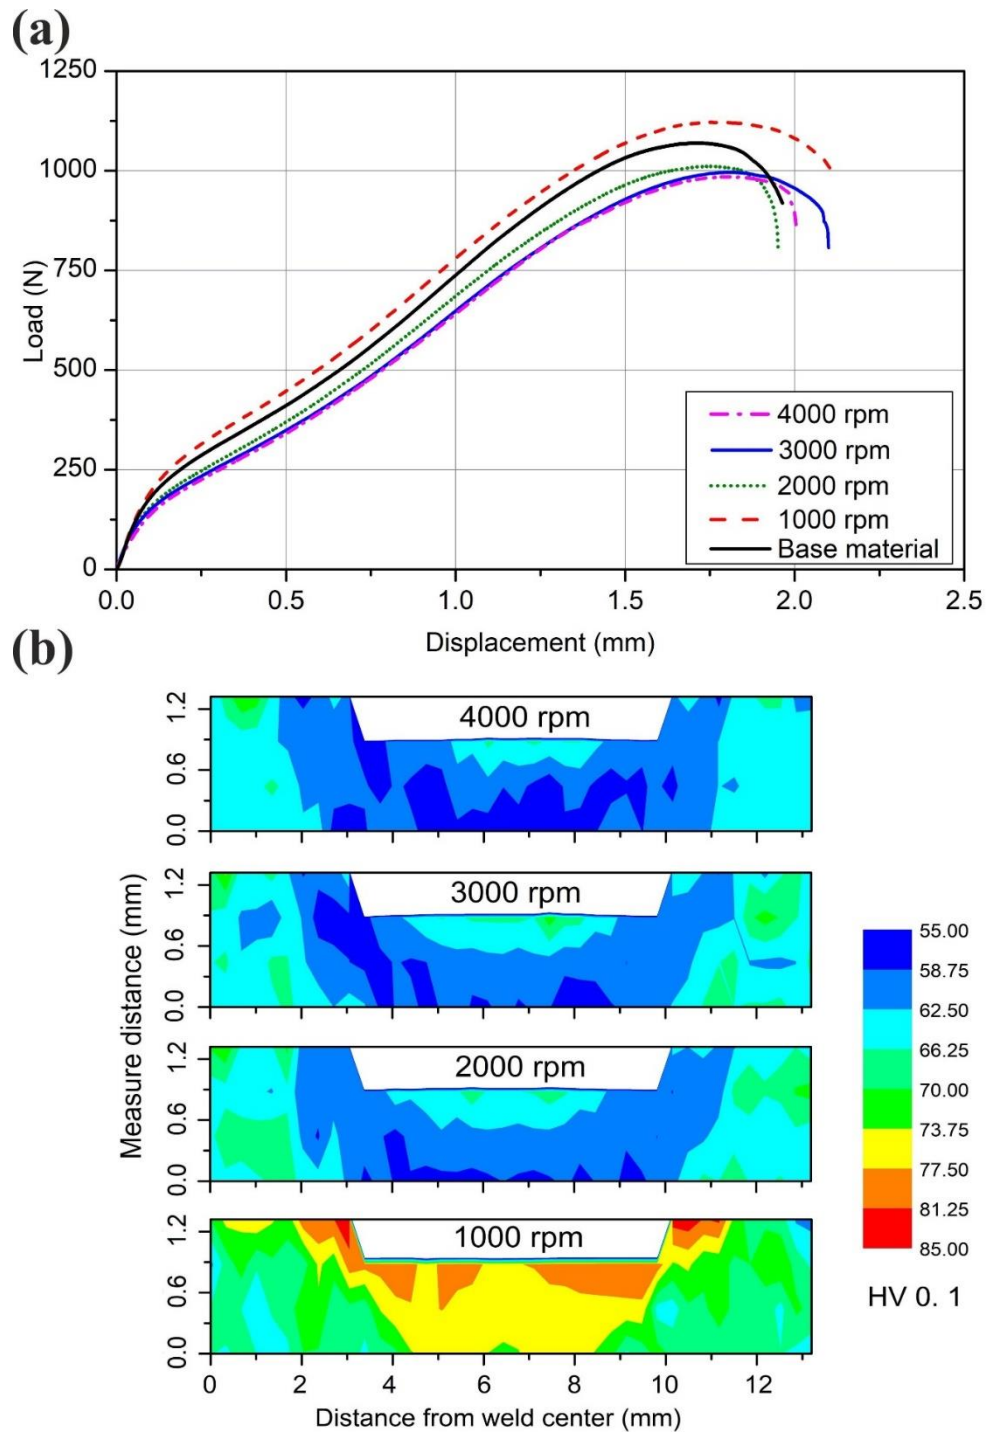 (a)
1250
1000
750
500
250
0
Load (N)
0.0 0.5 1.0 1.5 2.0 2.5
Displacement (mm)
4000 rpm
3000 rpm
2000 rpm
1000 rpm
Base material
(b)
Measure distance (mm)
1.2
0.6
0.0
4000 rpm
1.2
0.6
0.0
3000 rpm
1.2
0.6
0.0
2000 rpm
1.2
0.6
0.0
1000 rpm
0 2 4 6 8 10 12
Distance from weld center (mm)
55.00
58.75
62.50
66.25
70.00
73.75
77.50
81.25
85.00
HV 0. 1